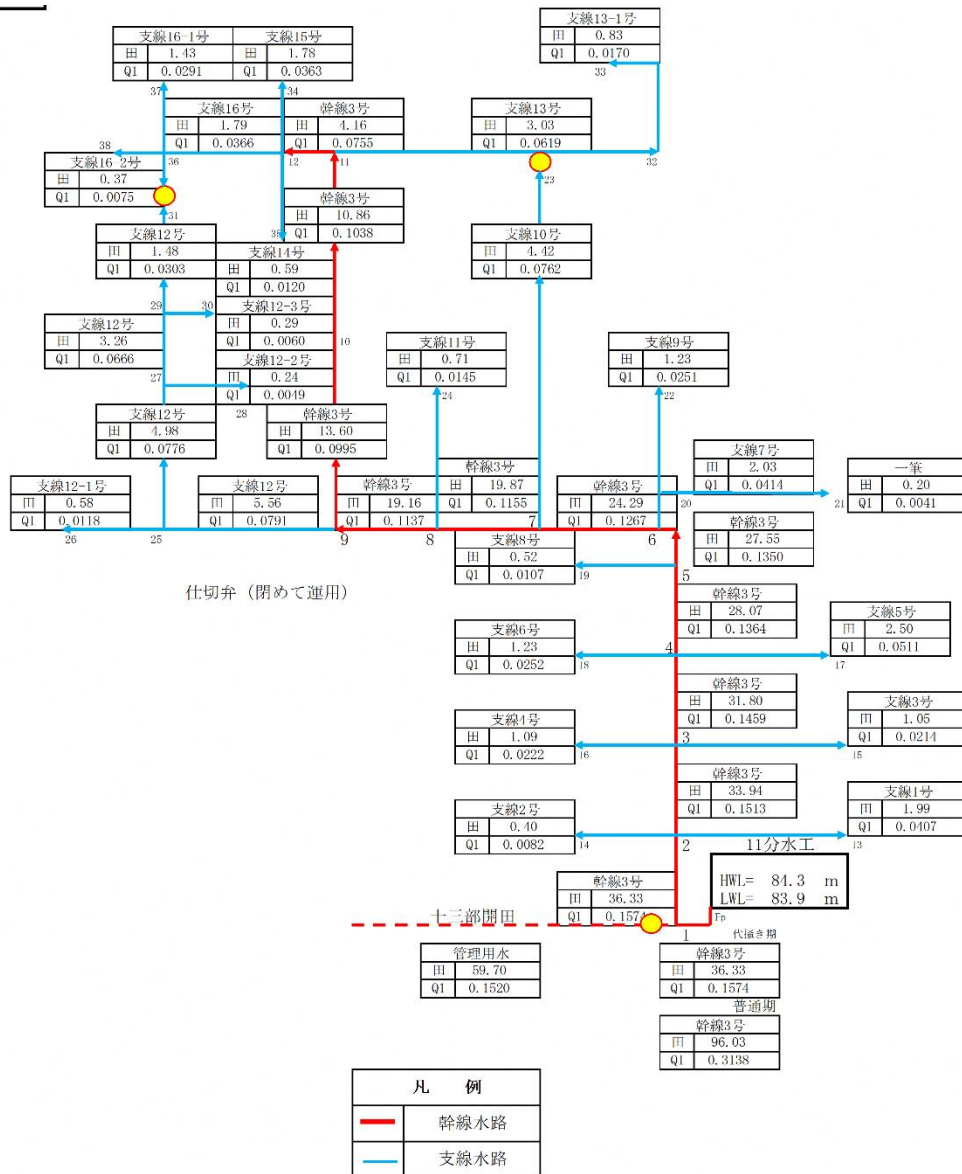 支線16-1号 支線15号
田 1.43 田 1.78
Q1 0.0291 Q1 0.0363
37 34
支線13-1号
田 0.83
Q1 0.0170
33
支線16号 幹線3号
田 1.79 田 4.16
Q1 0.0366 Q1 0.0755
38 36 12 11
支線13号
田 3.03
Q1 0.0619
32
23
支線16-2号
田 0.37
Q1 0.0075
31
35
幹線3号
田 10.86
Q1 0.1038
支線12号
田 1.48
Q1 0.0303
支線10号
田 4.42
Q1 0.0762
支線14号
田 0.59
Q1 0.0120
29 30
支線12-3号
田 0.29
Q1 0.0060
10
支線12号
田 3.26
Q1 0.0666
27
支線12-2号
田 0.24
Q1 0.0049
28
支線11号
田 0.71
Q1 0.0145
24
支線9号
田 1.23
Q1 0.0251
22
支線12号
田 4.98
Q1 0.0776
幹線3号
田 13.60
Q1 0.0995
支線7号
田 2.03
Q1 0.0414
20
一筆
田 0.20
Q1 0.0041
21
支線12-1号
田 0.58
Q1 0.0118
26 25
支線12号
田 5.56
Q1 0.0791
幹線3号
田 19.16
Q1 0.1137
幹線3号
田 19.87
Q1 0.1155
幹線3号
田 24.29
Q1 0.1267
9 8 7 6
幹線3号
田 27.55
Q1 0.1350
支線8号
田 0.52
Q1 0.0107
19
5
仕切弁（閉めて運用）
幹線3号
田 28.07
Q1 0.1364
支線6号
田 1.23
Q1 0.0252
18
4
支線5号
田 2.50
Q1 0.0511
17
幹線3号
田 31.80
Q1 0.1459
支線4号
田 1.09
Q1 0.0222
16
3
支線3号
田 1.05
Q1 0.0214
15
幹線3号
田 33.94
Q1 0.1513
支線2号
田 0.40
Q1 0.0082
14
2
支線1号
田 1.99
Q1 0.0407
13
11分水工
HWL= 84.3 m
LWL= 83.9 m
Fp
幹線3号
田 36.33
Q1 0.1574
十三部開田
1
代掻き期
管理用水
田 59.70
Q1 0.1520
幹線3号
田 36.33
Q1 0.1574
普通期
幹線3号
田 96.03
Q1 0.3138
凡 例
幹線水路
支線水路